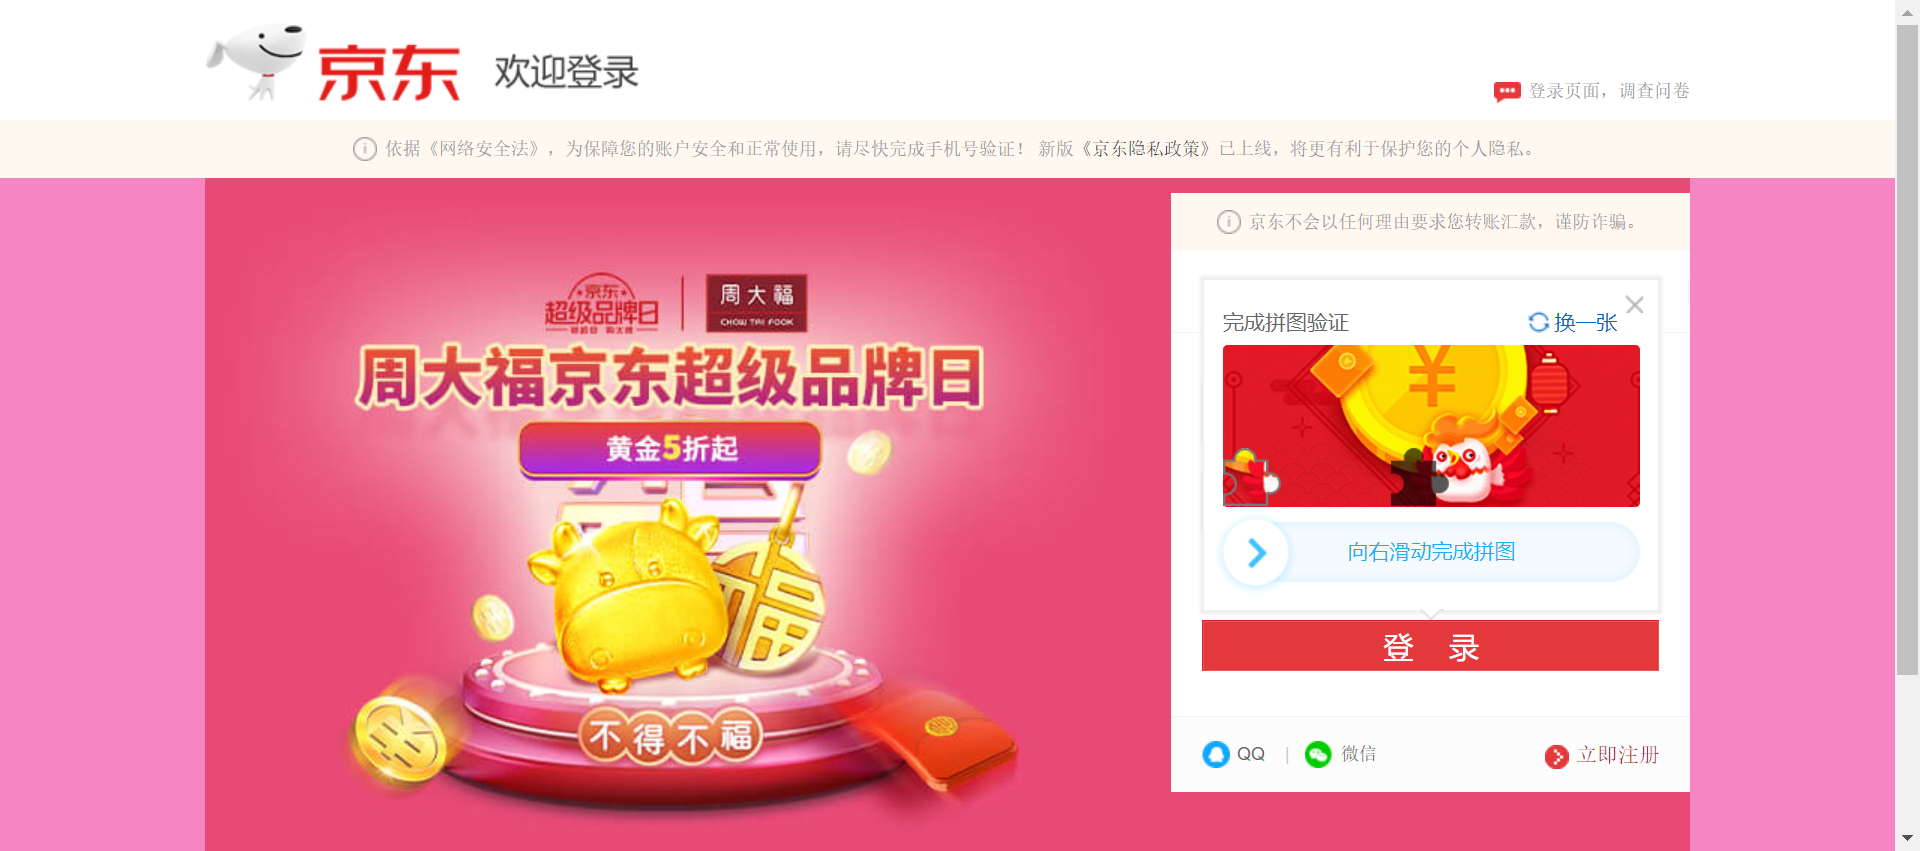 京东
欢迎登录
登录页面，调查问卷
依据《网络安全法》，为保障您的账户安全和正常使用，请尽快完成手机号验证！ 新版《京东隐私政策》已上线，将更有利于保护您的个人隐私。
京东不会以任何理由要求您转账汇款，谨防诈骗。
京东
超级品牌日
周大福
CHOW TAI FOOK
周大福京东超级品牌日
黄金5折起
福
不得不福
完成拼图验证
换一张
¥
向右滑动完成拼图
登 录
QQ
微信
立即注册